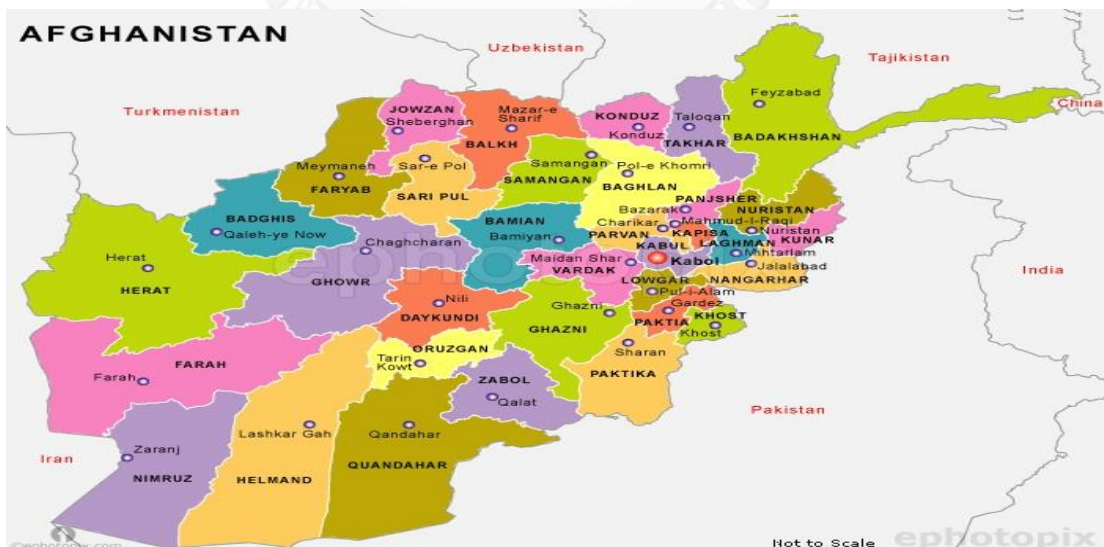 AFGHANISTAN
Uzbekistan
Tajikistan
Turkmenistan
China
Feyzabad
BADAKHSHAN
JOWZAN
Sheberghan
Mazar-e
Sharif
BALKH
KONDUZ
Konduz
Taloqan
TAKHAR
Meymaneh
FARYAB
Sar-e Pol
SARI PUL
Samangan
SAMANGAN
Pol-e Khomri
BAGHLAN
PANJSHER
Bazarak
NURISTAN
Nuristan
BADGHIS
Qaleh-ye Now
BAMIAN
Bamiyan
Charikar
PARVAN
Mahmud-I-Raqi
KAPISA
LAGHMAN
KUNAR
Mihtarlam
Herat
HERAT
Chaghcharan
GHOWR
Maidan Shar
VARDAK
KABUL
Kabol
Jalalabad
NANGARHAR
India
LOWGAR
Pul-i-Alam
Nili
DAYKUNDI
Ghazni
GHAZNI
Gardez
PAKTIA
KHOST
Khost
FARAH
Farah
ORUZGAN
Tarin
Kowt
Sharan
PAKTIKA
ZABOL
Qalat
Pakistan
Iran
Zaranj
NIMRUZ
Lashkar Gah
HELMAND
Qandahar
QUANDAHAR
©ephotopix.com
Not to Scale
ephotopix